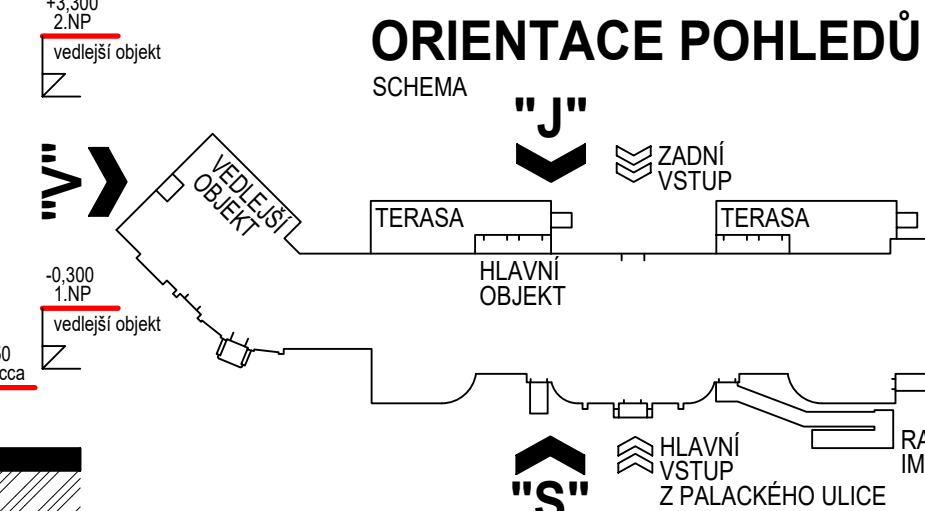 +3,300
2.NP
vedlejší objekt
ORIENTACE POHLEDŮ
SCHEMA
"J"
ZADNÍ
VSTUP
"V"
VEDLEJŠÍ
OBJEKT
TERASA
TERASA
HLAVNÍ
OBJEKT
-0,300
1.NP
vedlejší objekt
cca
HLAVNÍ
VSTUP
Z PALACKÉHO ULICE
"S"